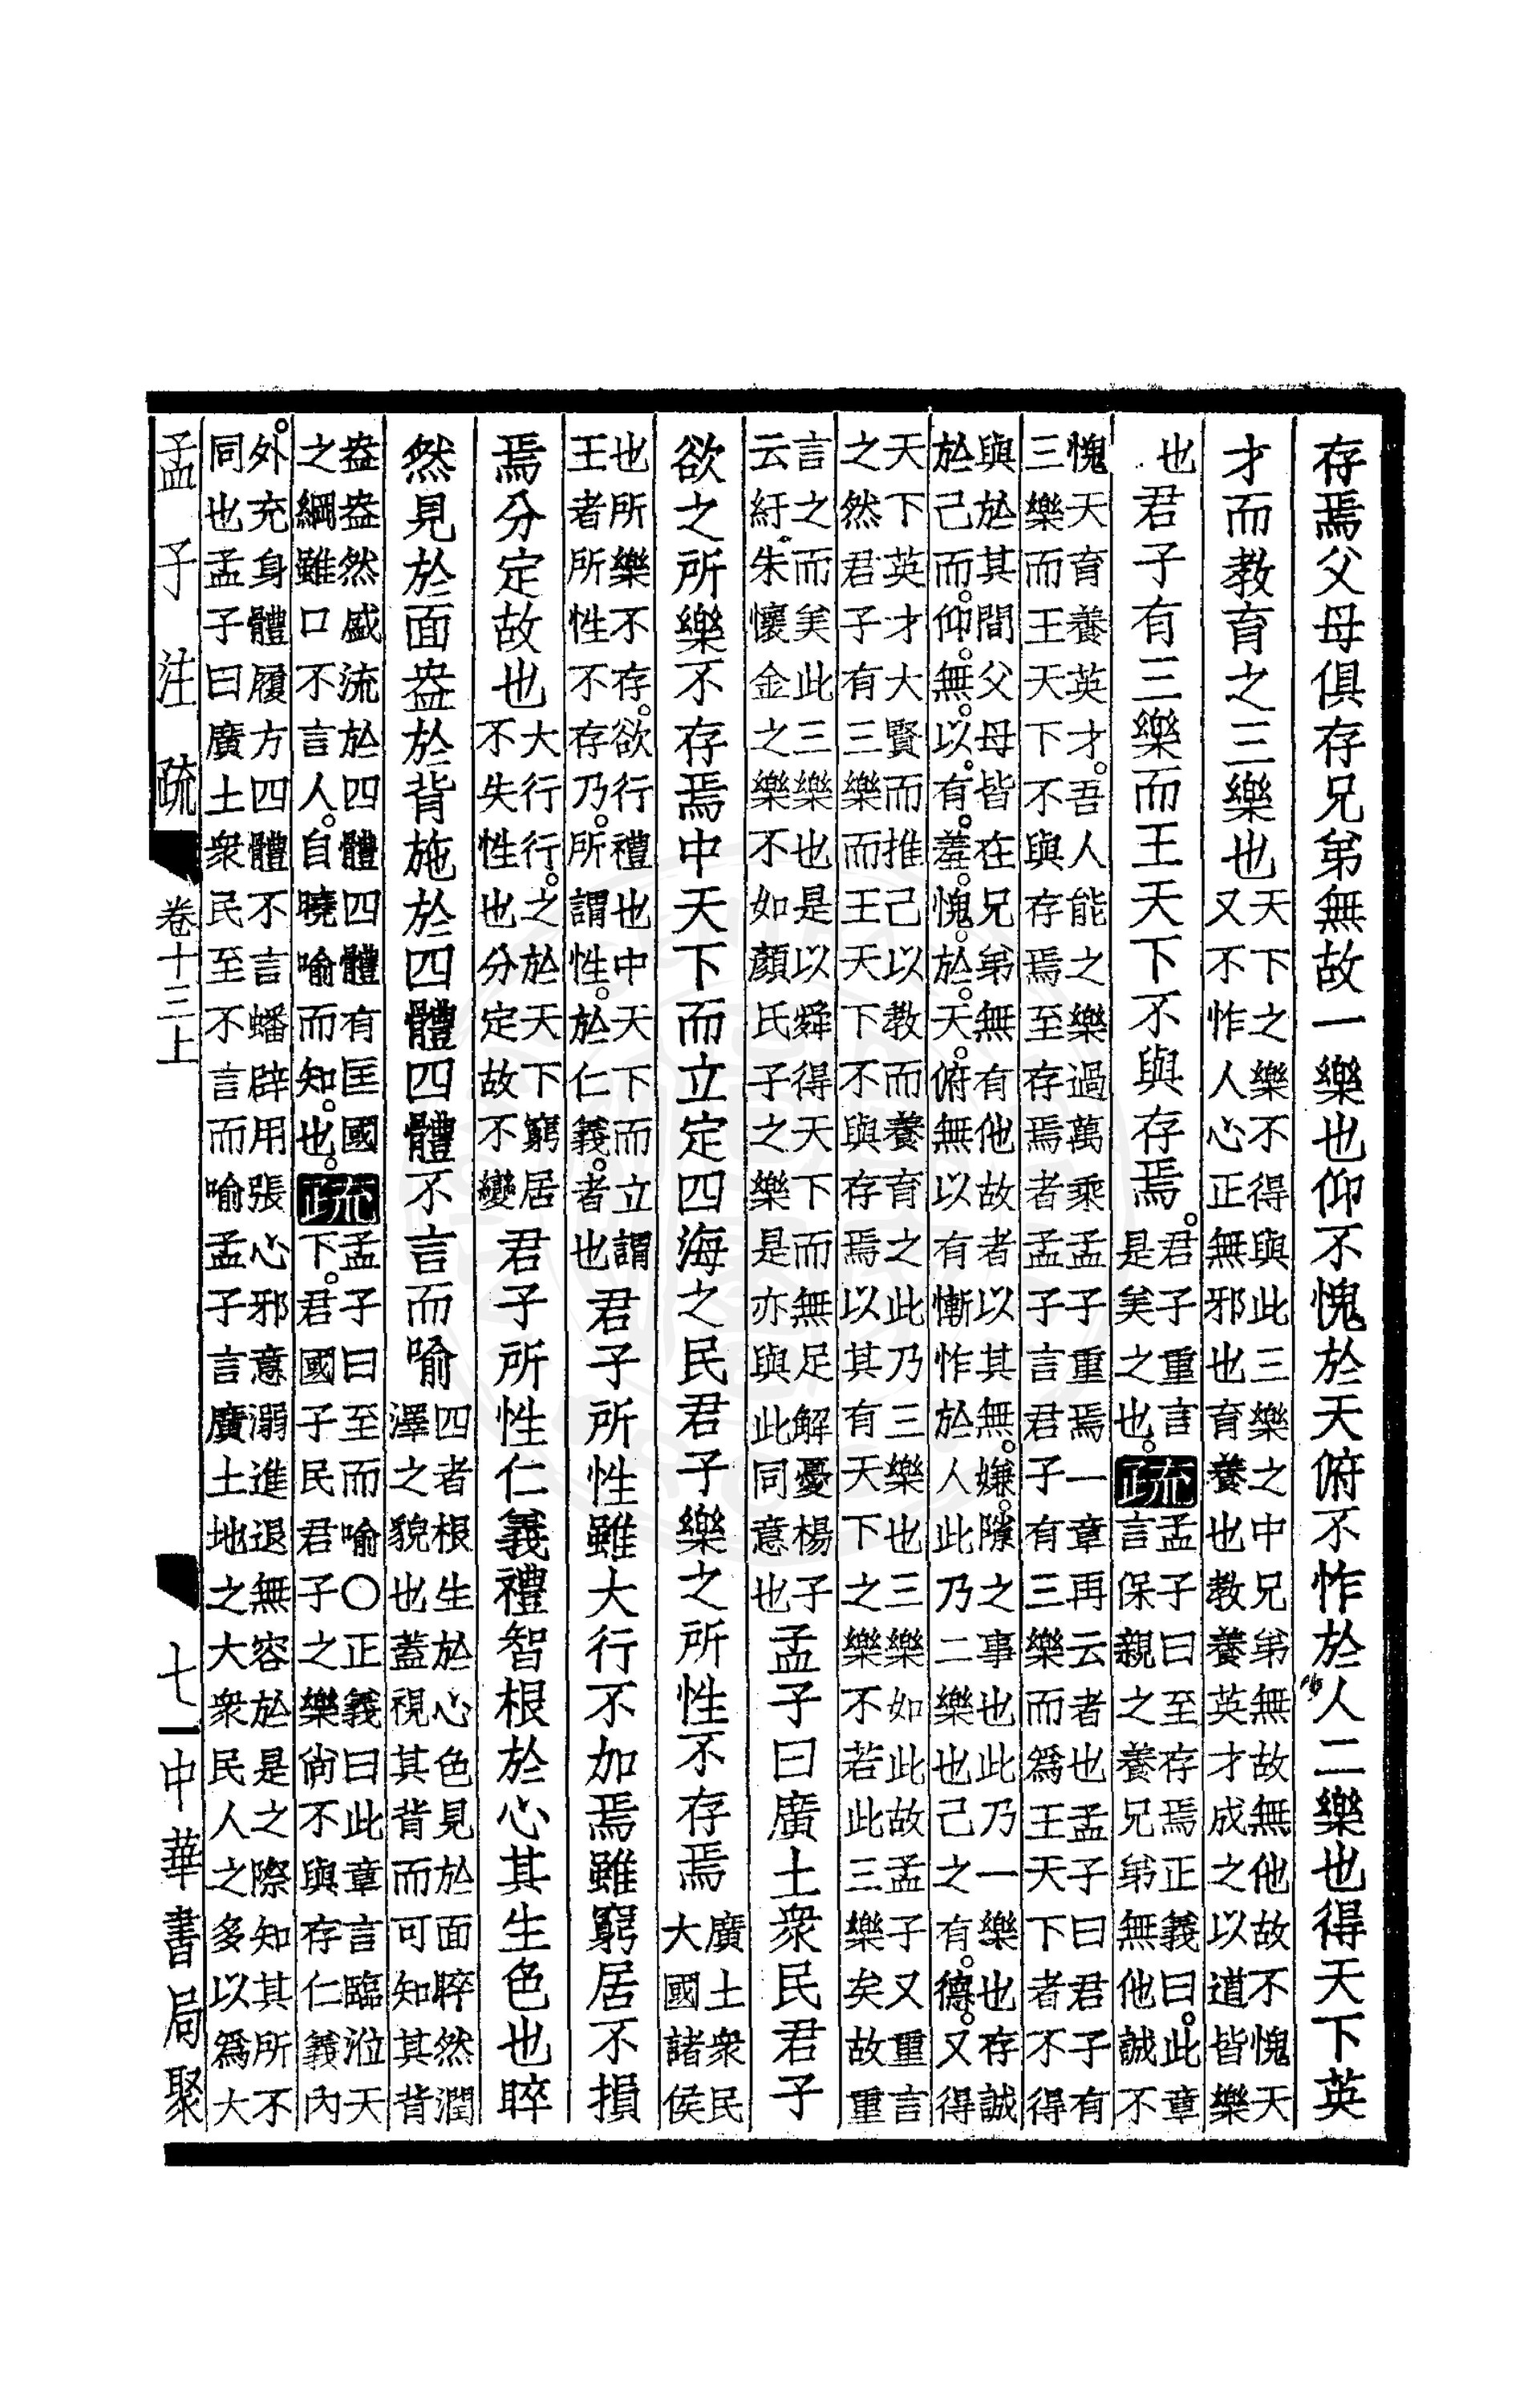 存焉父母俱存兄弟無故一樂也仰不愧於天俯不怍於人二樂也得天下英
才而教育之三樂也
天下之樂不得與此三樂之中兄弟無故無他故不愧天
又不怍人心正無邪也育養也教養英才成之以道皆樂
也君子有三樂而王天下不與存焉。
君子重言
是矣之也。
疏
孟子曰至存焉正義曰。此章
言保親之養兄弟無他誠不
愧天育養英才。吾人能之樂過萬乘孟子重焉一章再云者也孟子曰君子有
三樂而王天下不與存焉至存焉者孟子言君子有三樂而爲王天下者不得
與於其間父母皆在兄弟無有他故者以其無。嫌。隙之事也此乃一樂也存誠
於己而。仰。無。以。有。羞。愧。於。天。俯無以有慚怍於人此乃二樂也己之有。德。又得
天下英才大賢而推己以教而養育之此乃三樂也三樂如此故孟子又重言
之然君子有三樂而王天下不與存焉以其有天下之樂不若此三樂矣故重
言之而美此三樂也是以舜得天下而無足解憂楊子
云紆朱懷金之樂不如顏氏子之樂是亦與此同意也
孟子曰廣土衆民君子
欲之所樂不存焉中天下而立定四海之民君子樂之所性不存焉
廣土衆民
大國諸侯
也所樂不存。欲行禮也中天下而立謂
王者所性不存乃。所謂性。於仁義。者也
君子所性雖大行不加焉雖窮居不損
焉分定故也
大行行。之於天下窮居
不失性也分定故不變
君子所性仁義禮智根於心其生色也睟
然見於面盎於背施於四體四體不言而喻
四者根生於心色見於面睟然潤
澤之貌也蓋視其背而可知其背
盎盎然盛流於四體四體有匡國
之綱雖口不言人。自曉喻而知。也。
疏
孟子曰至而喻〇正義曰此章言臨涖天
下。君國子民君子之樂尙不與存仁義內
。外充身體履方四體不言蟠辟用張心邪意溺進退無容於是之際知其所不
同也孟子曰廣土衆民至不言而喻孟子言廣土地之大衆民人之多以爲大
孟子注疏 卷十三上 七一中華書局聚